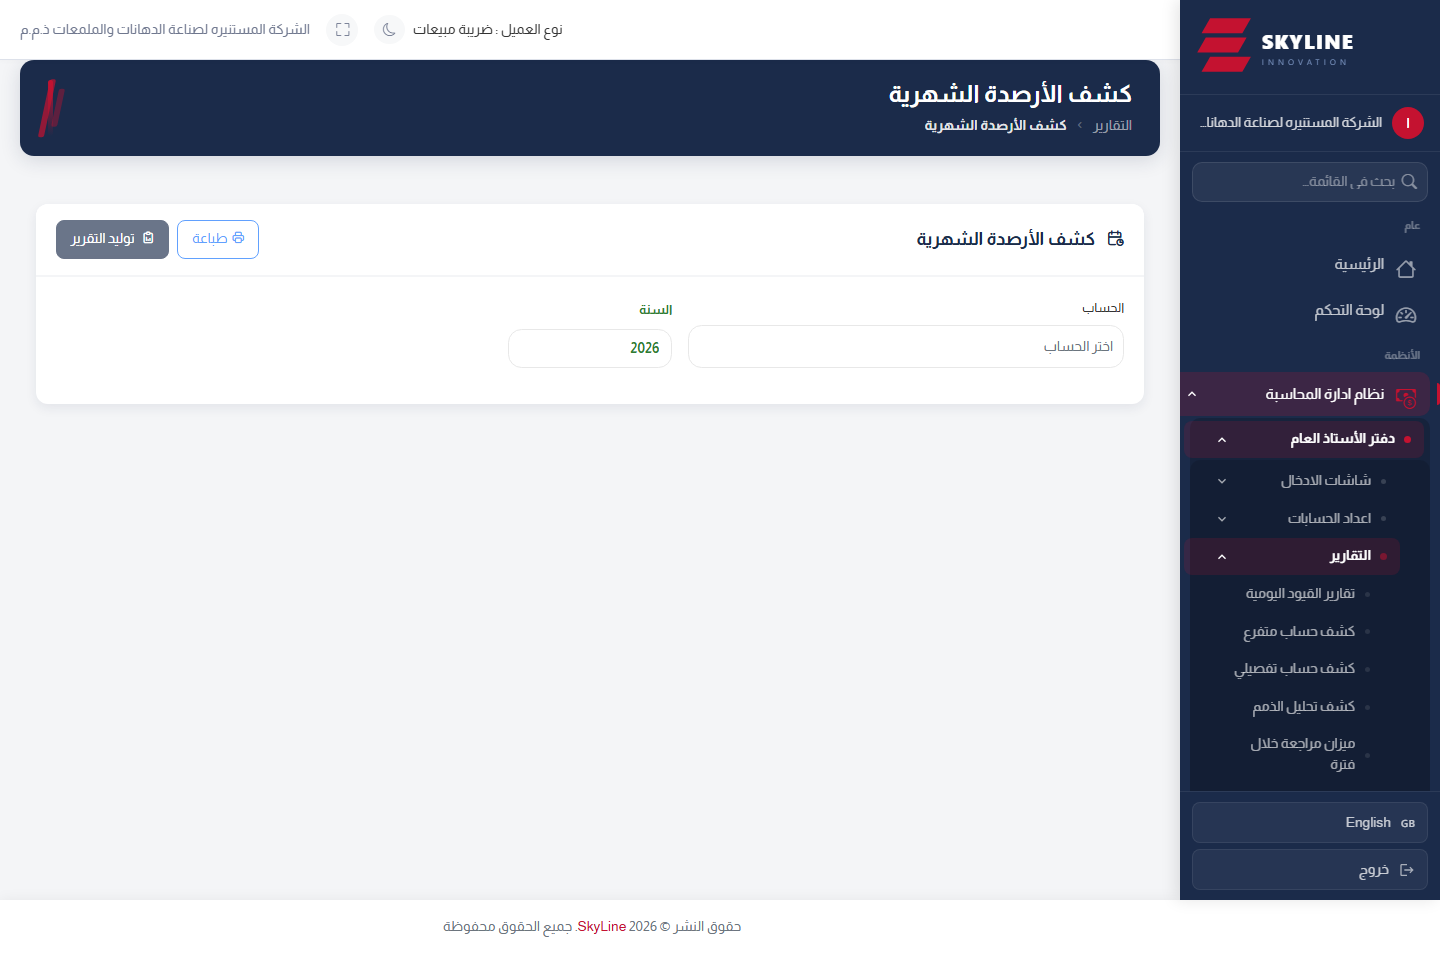 SKYLINE
INNOVATION
ا
الشركة المستنيره لصناعة الدهانا...
بحث في القائمة...
عام
الرئيسية
لوحة التحكم
الأنظمة
نظام ادارة المحاسبة
دفتر الأستاذ العام
شاشات الادخال
اعداد الحسابات
التقارير
تقارير القيود اليومية
كشف حساب متفرع
كشف حساب تفصيلي
كشف تحليل الذمم
ميزان مراجعة خلال
فترة
GB English
خروج
نوع العميل : ضريبة مبيعات
الشركة المستنيره لصناعة الدهانات والملمعات ذ.م.م
كشف الأرصدة الشهرية
التقارير › كشف الأرصدة الشهرية
كشف الأرصدة الشهرية
طباعة
توليد التقرير
الحساب
اختر الحساب
السنة
2026
حقوق النشر © 2026 SkyLine. جميع الحقوق محفوظة